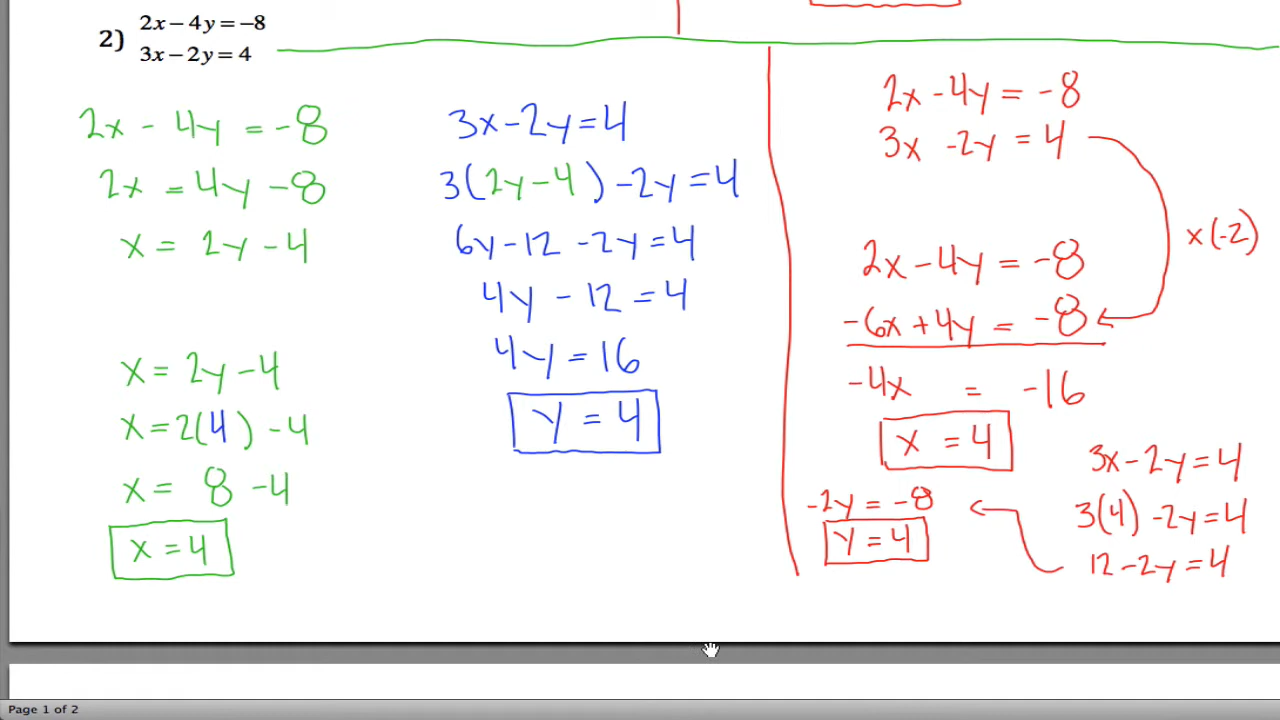 2) 2x – 4y = –8
3x – 2y = 4
2x - 4y = -8
2x = 4y - 8
x = 2y - 4
x = 2y - 4
x = 2(4) - 4
x = 8 - 4
x = 4
3x - 2y = 4
3(2y - 4) - 2y = 4
6y - 12 - 2y = 4
4y - 12 = 4
4y = 16
y = 4
2x - 4y = -8
3x - 2y = 4
x(-2)
2x - 4y = -8
-6x + 4y = -8
-4x = -16
x = 4
3x - 2y = 4
3(4) - 2y = 4
12 - 2y = 4
-2y = -8
y = 4
Page 1 of 2